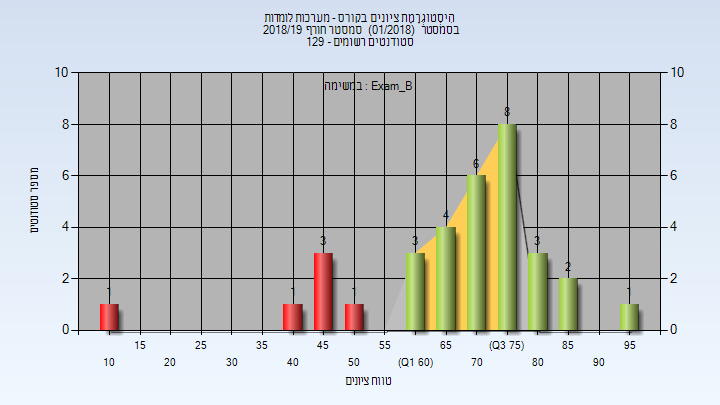 היסטוגרמת ציונים בקורס - מערכות לומדות
בסמסטר (01/2018) סמסטר חורף 2018/19
סטודנטים רשומים - 129
במשימה : Exam_B
מספר סטודנטים
10 8 6 4 2 0
10 8 6 4 2 0
1 1 3 1 3 4 6 8 3 2 1
15 25 35 45 55 65 (Q3 75) 85 95
10 20 30 40 50 (Q1 60) 70 80 90
טווח ציונים